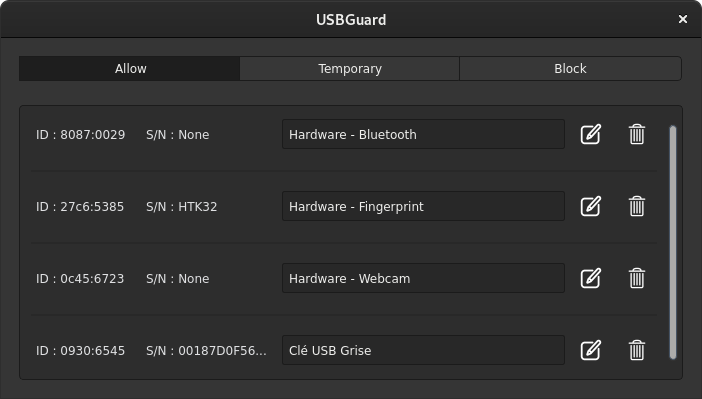 USBGuard
Allow Temporary Block
ID : 8087:0029 S/N : None Hardware - Bluetooth
ID : 27c6:5385 S/N : HTK32 Hardware - Fingerprint
ID : 0c45:6723 S/N : None Hardware - Webcam
ID : 0930:6545 S/N : 00187D0F56... Clé USB Grise